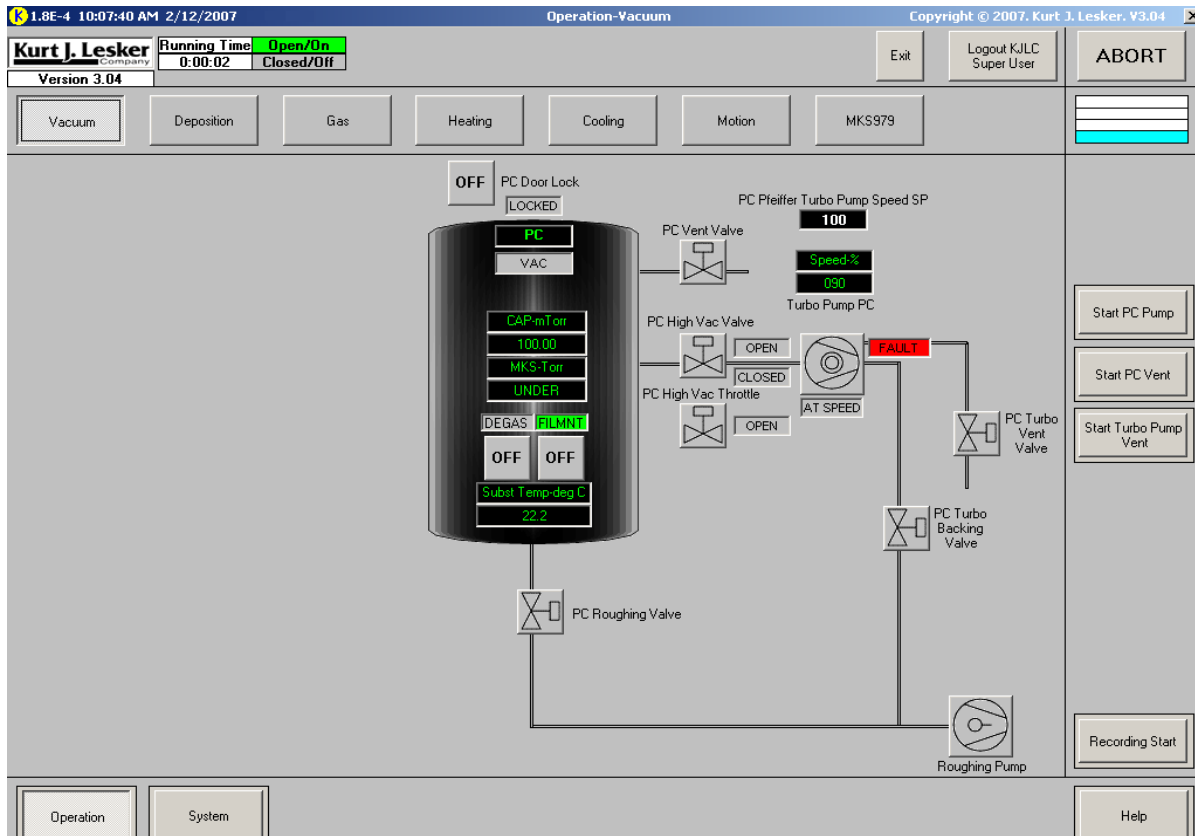 K 1.8E-4 10:07:40 AM 2/12/2007
Operation-Vacuum
Copyright © 2007. Kurt J. Lesker. V3.04
Kurt J. Lesker
Company
Version 3.04
Running Time
0:00:02
Open/On
Closed/Off
Exit
Logout KJLC
Super User
ABORT
Vacuum
Deposition
Gas
Heating
Cooling
Motion
MKS979
OFF
PC Door Lock
LOCKED
PC
VAC
CAP-mTorr
100.00
MKS-Torr
UNDER
DEGAS
FILMNT
OFF
OFF
Subst Temp-deg C
22.2
PC Vent Valve
PC Pfeiffer Turbo Pump Speed SP
100
Speed-%
090
Turbo Pump PC
PC High Vac Valve
OPEN
CLOSED
FAULT
AT SPEED
PC High Vac Throttle
OPEN
PC Turbo
Vent
Valve
PC Turbo
Backing
Valve
PC Roughing Valve
Roughing Pump
Start PC Pump
Start PC Vent
Start Turbo Pump
Vent
Recording Start
Operation
System
Help